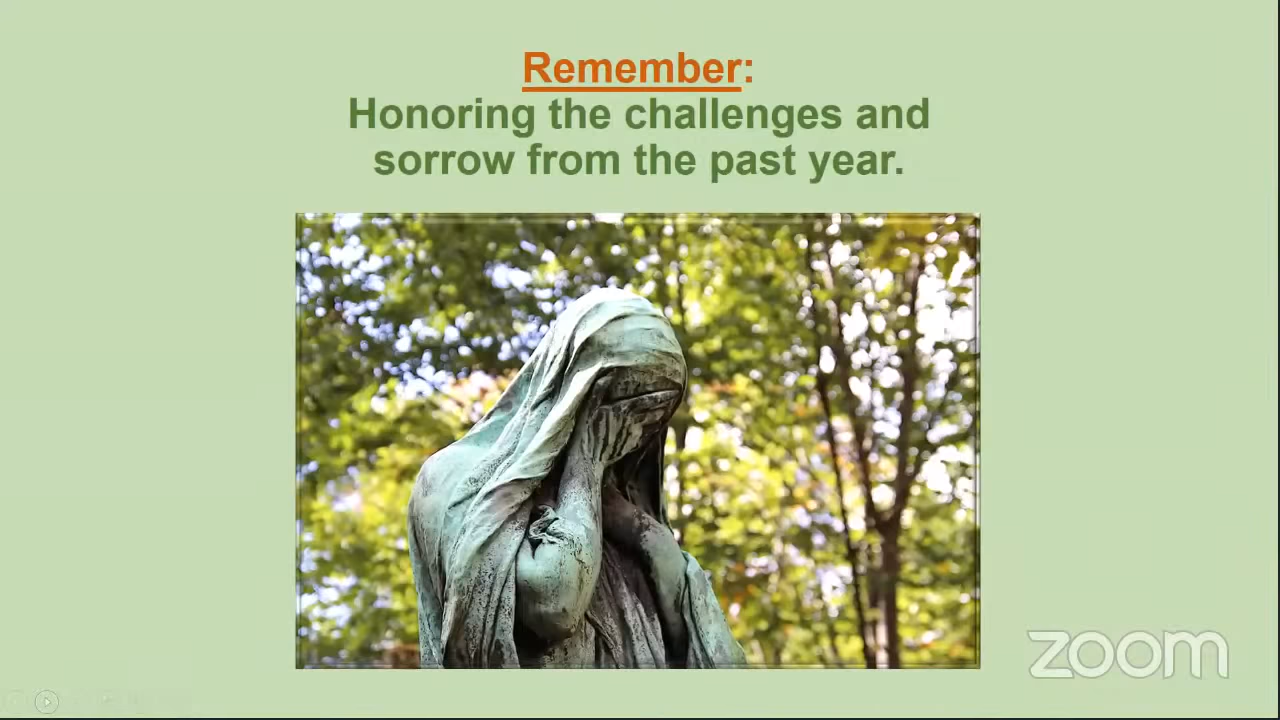 Remember:
Honoring the challenges and
sorrow from the past year.
zoom